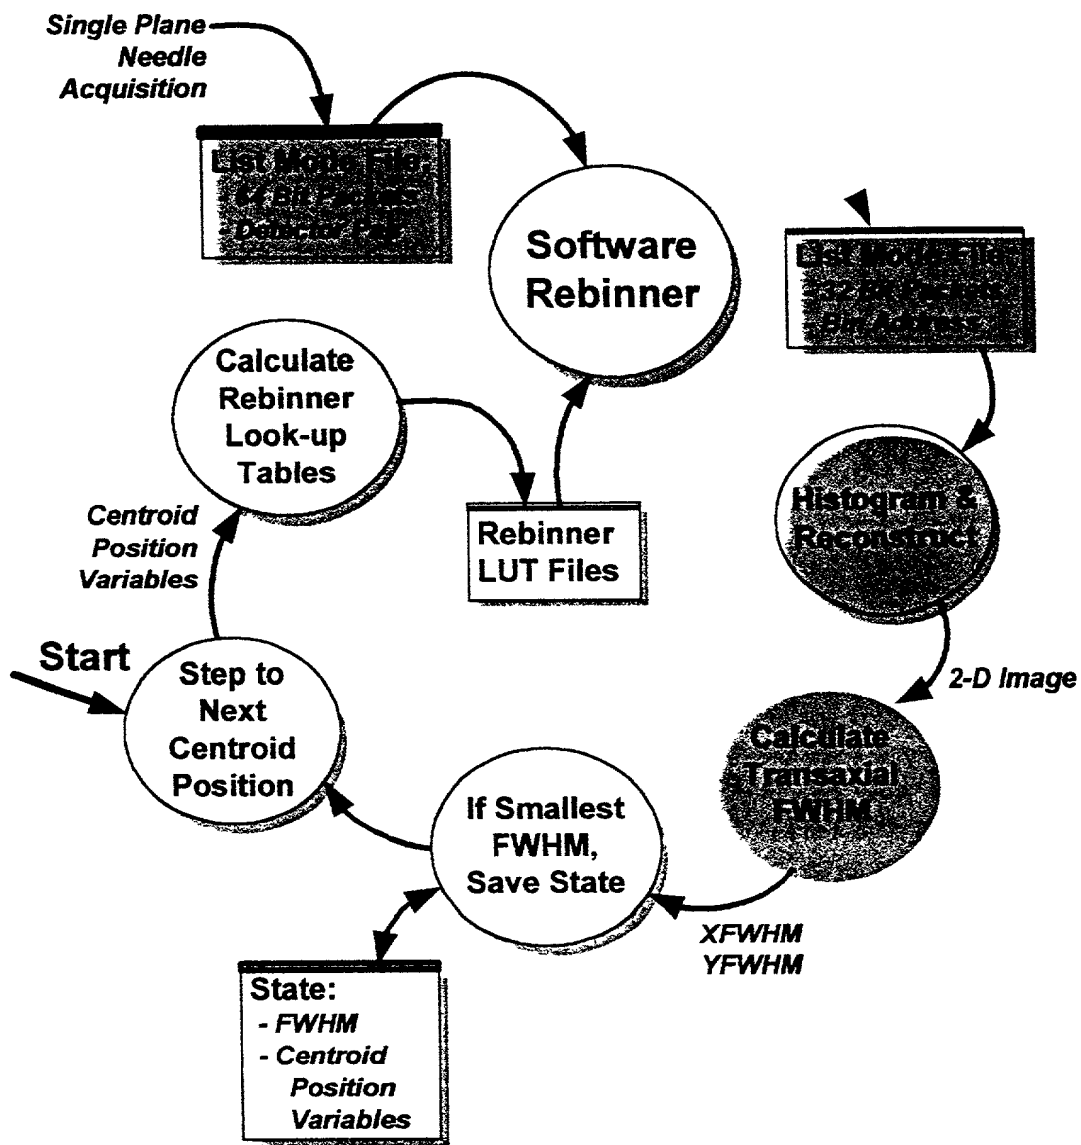 Single Plane
Needle
Acquisition
List Mode File:
64 Bit Packets
Detector Pair
Software
Rebinner
List Mode File:
32 Bit Packets
Bin Address
Calculate
Rebinner
Look-up
Tables
Centroid
Position
Variables
Rebinner
LUT Files
Histogram &
Reconstruct
Start
Step to
Next
Centroid
Position
2-D Image
Calculate
Transaxial
FWHM
If Smallest
FWHM,
Save State
XFWHM
YFWHM
State:
- FWHM
- Centroid
Position
Variables